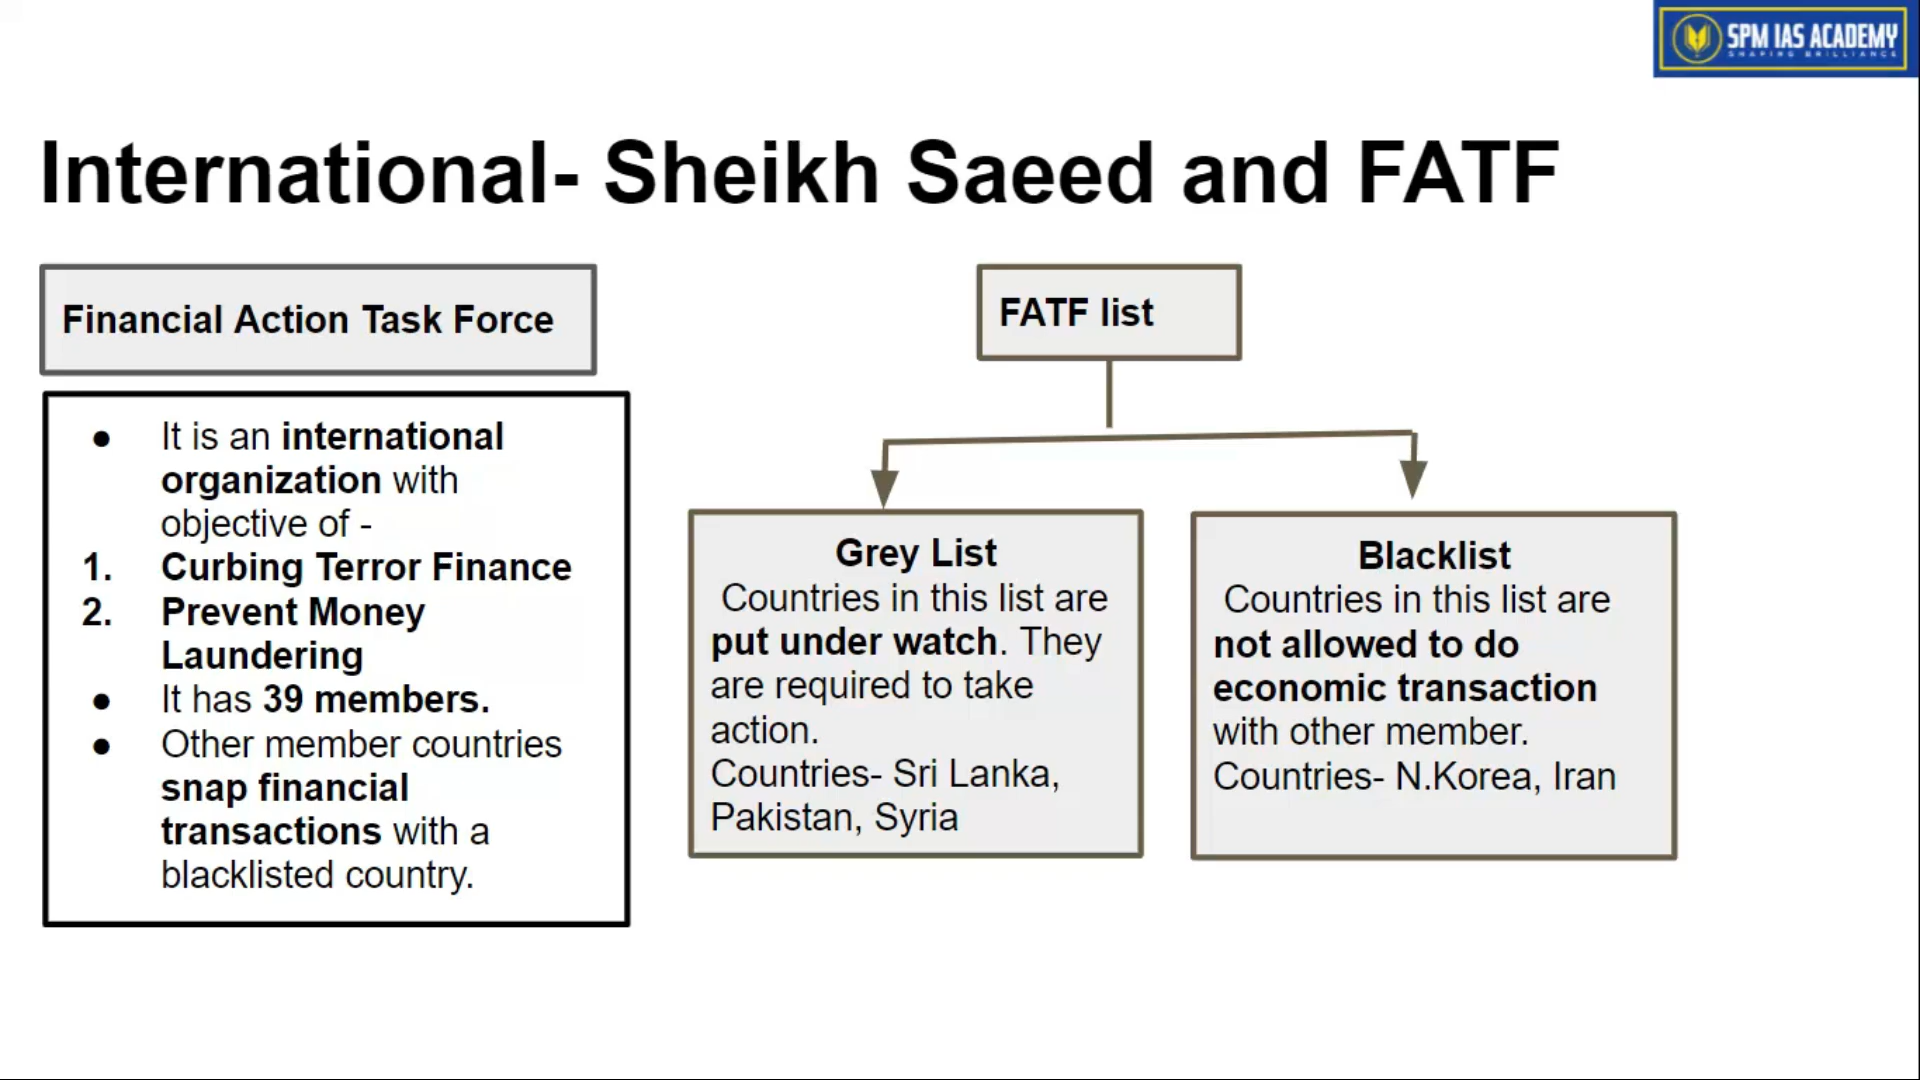 SPM IAS ACADEMY
SHAPING BRILLIANCE
International- Sheikh Saeed and FATF
Financial Action Task Force
● It is an international
organization with
objective of -
1. Curbing Terror Finance
2. Prevent Money
Laundering
● It has 39 members.
● Other member countries
snap financial
transactions with a
blacklisted country.
FATF list
Grey List
Countries in this list are
put under watch. They
are required to take
action.
Countries- Sri Lanka,
Pakistan, Syria
Blacklist
Countries in this list are
not allowed to do
economic transaction
with other member.
Countries- N.Korea, Iran